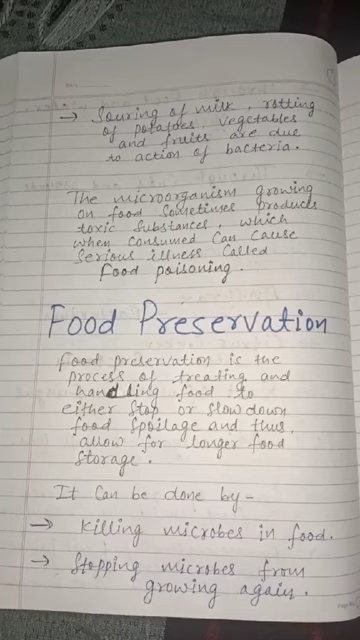 → Souring of milk, rotting
of potatoes, vegetables
and fruits are due
to action of bacteria.
The microorganism growing
on food sometimes produces
toxic substances, which
when consumed can cause
serious illness called
food poisoning.
Food Preservation
Food preservation is the
process of treating and
handling food to
either stop or slow down
food spoilage and thus,
allow for longer food
storage.
It can be done by -
→ Killing microbes in food.
→ Stopping microbes from
growing again.